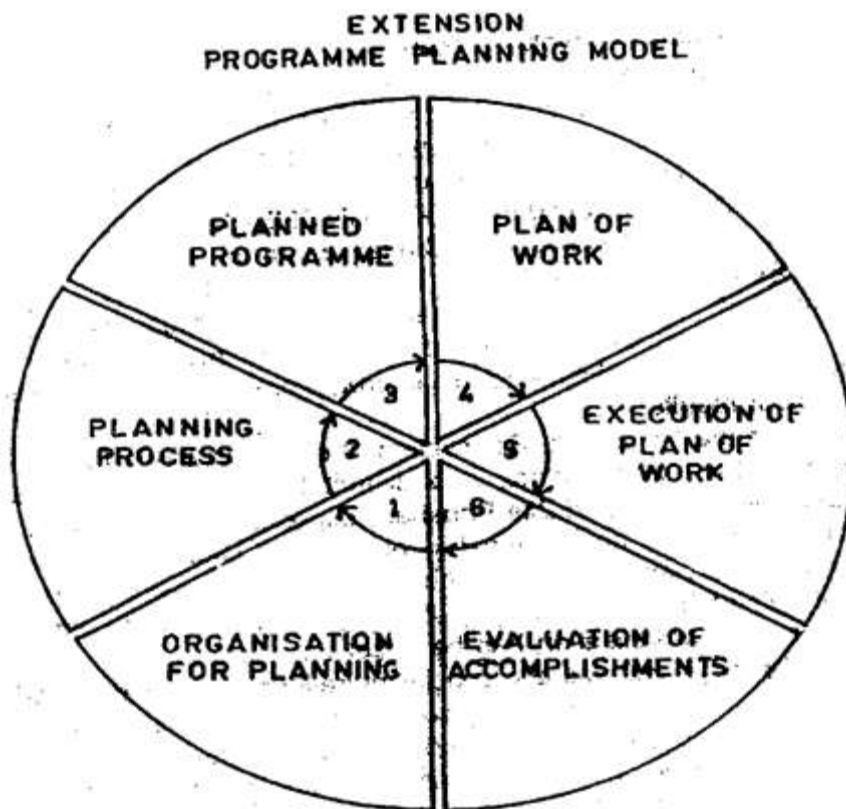 EXTENSION
PROGRAMME PLANNING MODEL
PLANNED
PROGRAMME
PLAN OF
WORK
3
4
PLANNING
PROCESS
2
5
EXECUTION OF
PLAN OF
WORK
1
6
ORGANISATION
FOR PLANNING
EVALUATION OF
ACCOMPLISHMENTS